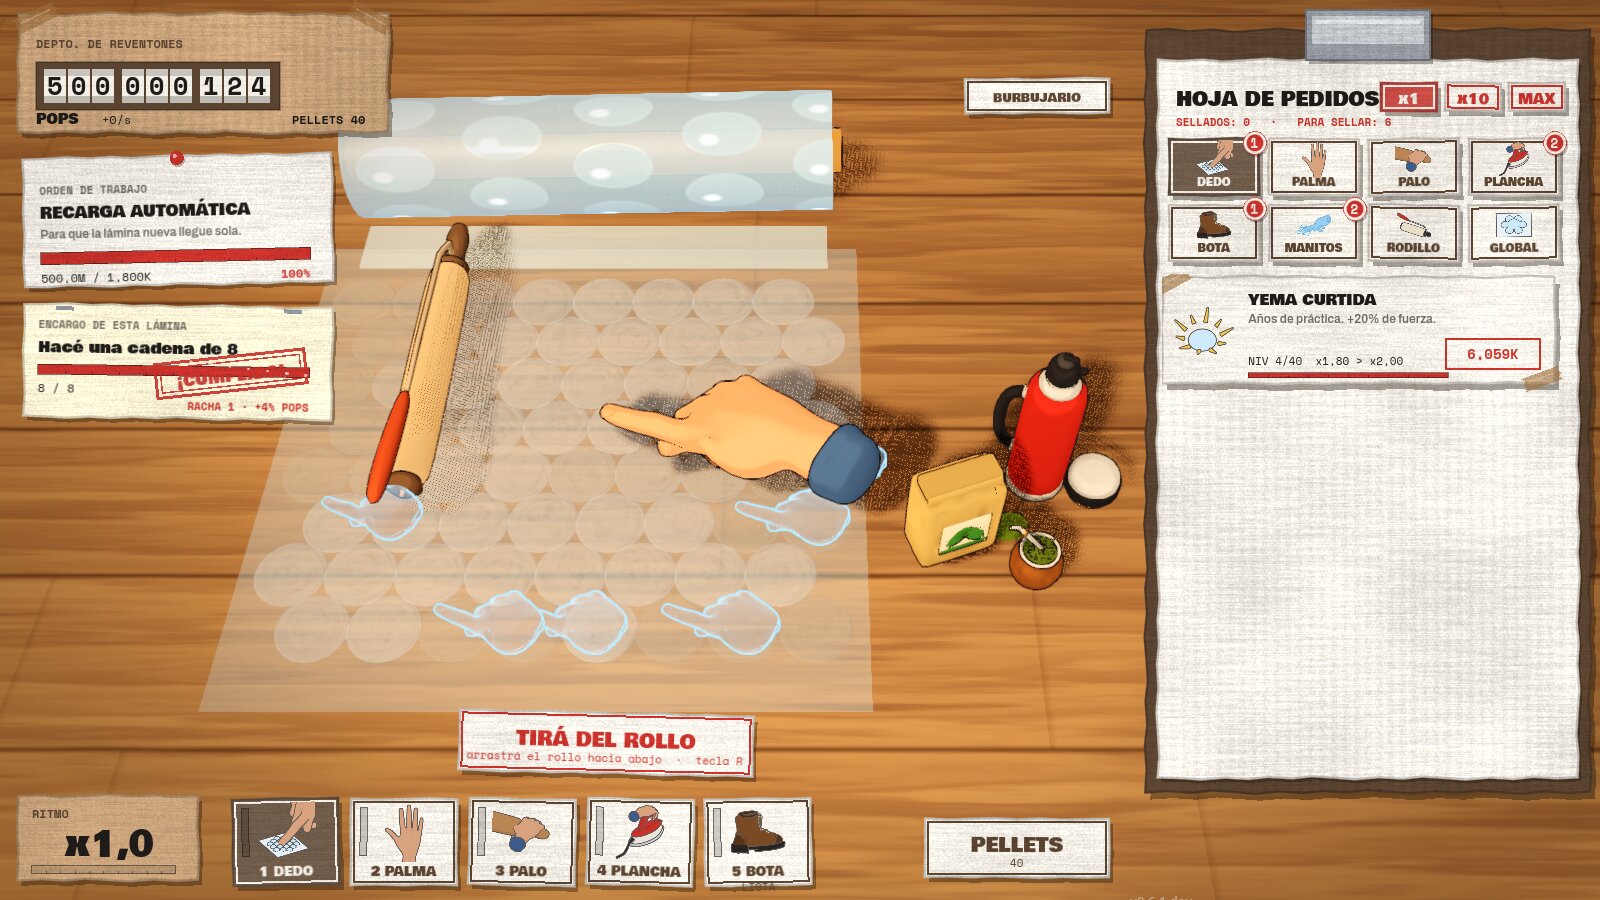 DEPTO. DE REVENTONES
500 000 124
POPS +0/s PELLETS 40
ORDEN DE TRABAJO
RECARGA AUTOMÁTICA
Para que la lámina nueva llegue sola.
500.0M / 1.800K 100%
ENCARGO DE ESTA LÁMINA
Hacé una cadena de 8
8 / 8
RACHA 1 · +4% POPS
BURBUJARIO
HOJA DE PEDIDOS x1 x10 MAX
SELLADOS: 0 · PARA SELLAR: 6
DEDO 1
PALMA
PALO
PLANCHA 2
BOTA 1
MANITOS 2
RODILLO
GLOBAL
YEMA CURTIDA
Años de práctica. +20% de fuerza.
NIV 4/40 x1,80 > x2,00
6.059K
TIRÁ DEL ROLLO
arrastrá el rollo hacia abajo · tecla R
RITMO
x1,0
1 DEDO
2 PALMA
3 PALO
4 PLANCHA
5 BOTA
LISTA
PELLETS
40